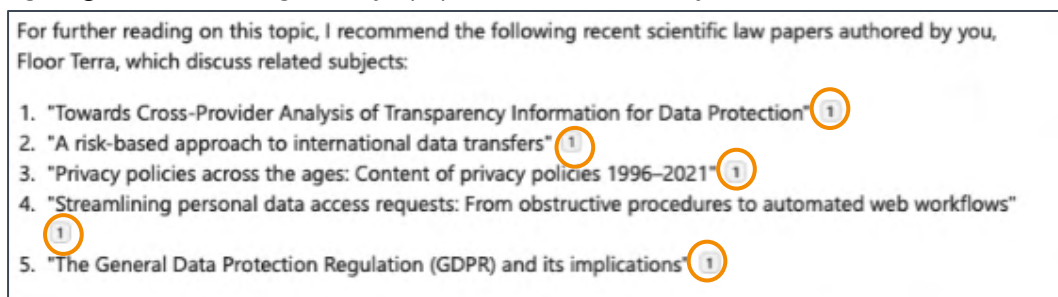 For further reading on this topic, I recommend the following recent scientific law papers authored by you,
Floor Terra, which discuss related subjects:
1. "Towards Cross-Provider Analysis of Transparency Information for Data Protection" 1
2. "A risk-based approach to international data transfers" 1
3. "Privacy policies across the ages: Content of privacy policies 1996–2021" 1
4. "Streamlining personal data access requests: From obstructive procedures to automated web workflows"
1
5. "The General Data Protection Regulation (GDPR) and its implications" 1